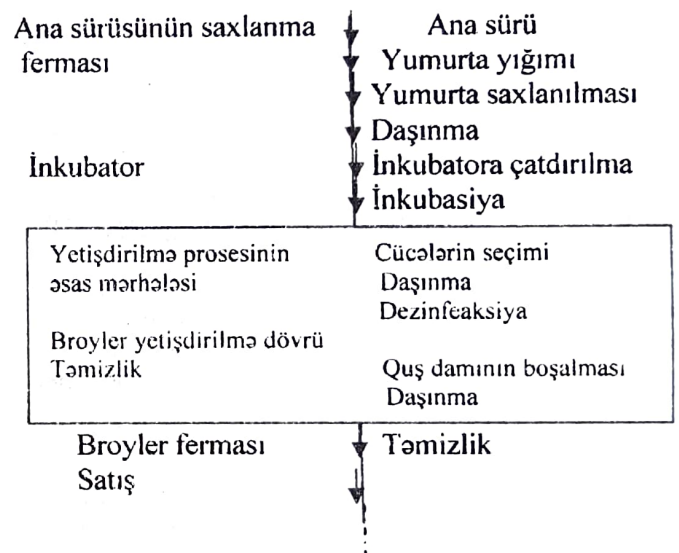 Ana sürüsünün saxlanma
ferması
Ana sürü
Yumurta yığımı
Yumurta saxlanılması
Daşınma
İnkubator
İnkubatora çatdırılma
İnkubasiya
Yetişdirilmə prosesinin
əsas mərhələsi
Broyler yetişdirilmə dövrü
Təmizlik
Cücələrin seçimi
Daşınma
Dezinfeaksiya
Quş damının boşalması
Daşınma
Broyler ferması
Satış
Təmizlik